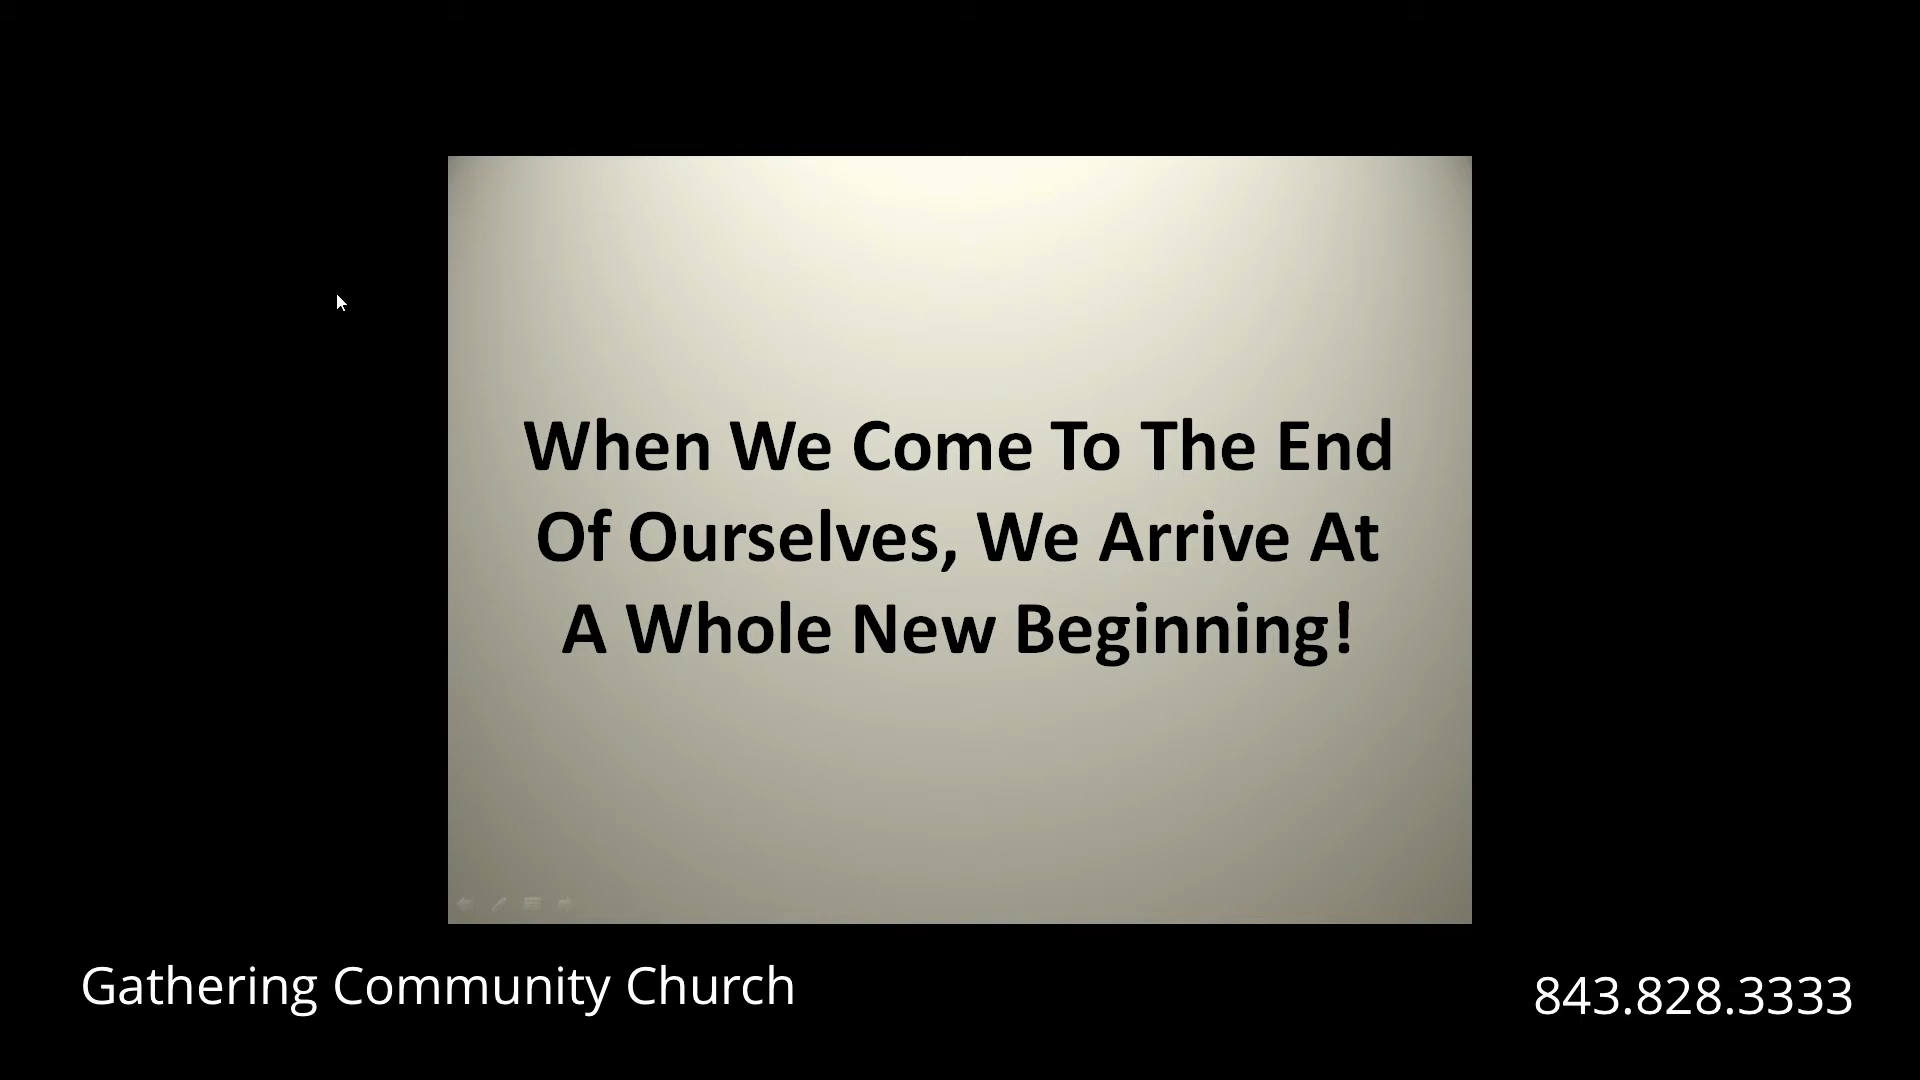 When We Come To The End
Of Ourselves, We Arrive At
A Whole New Beginning!
Gathering Community Church
843.828.3333